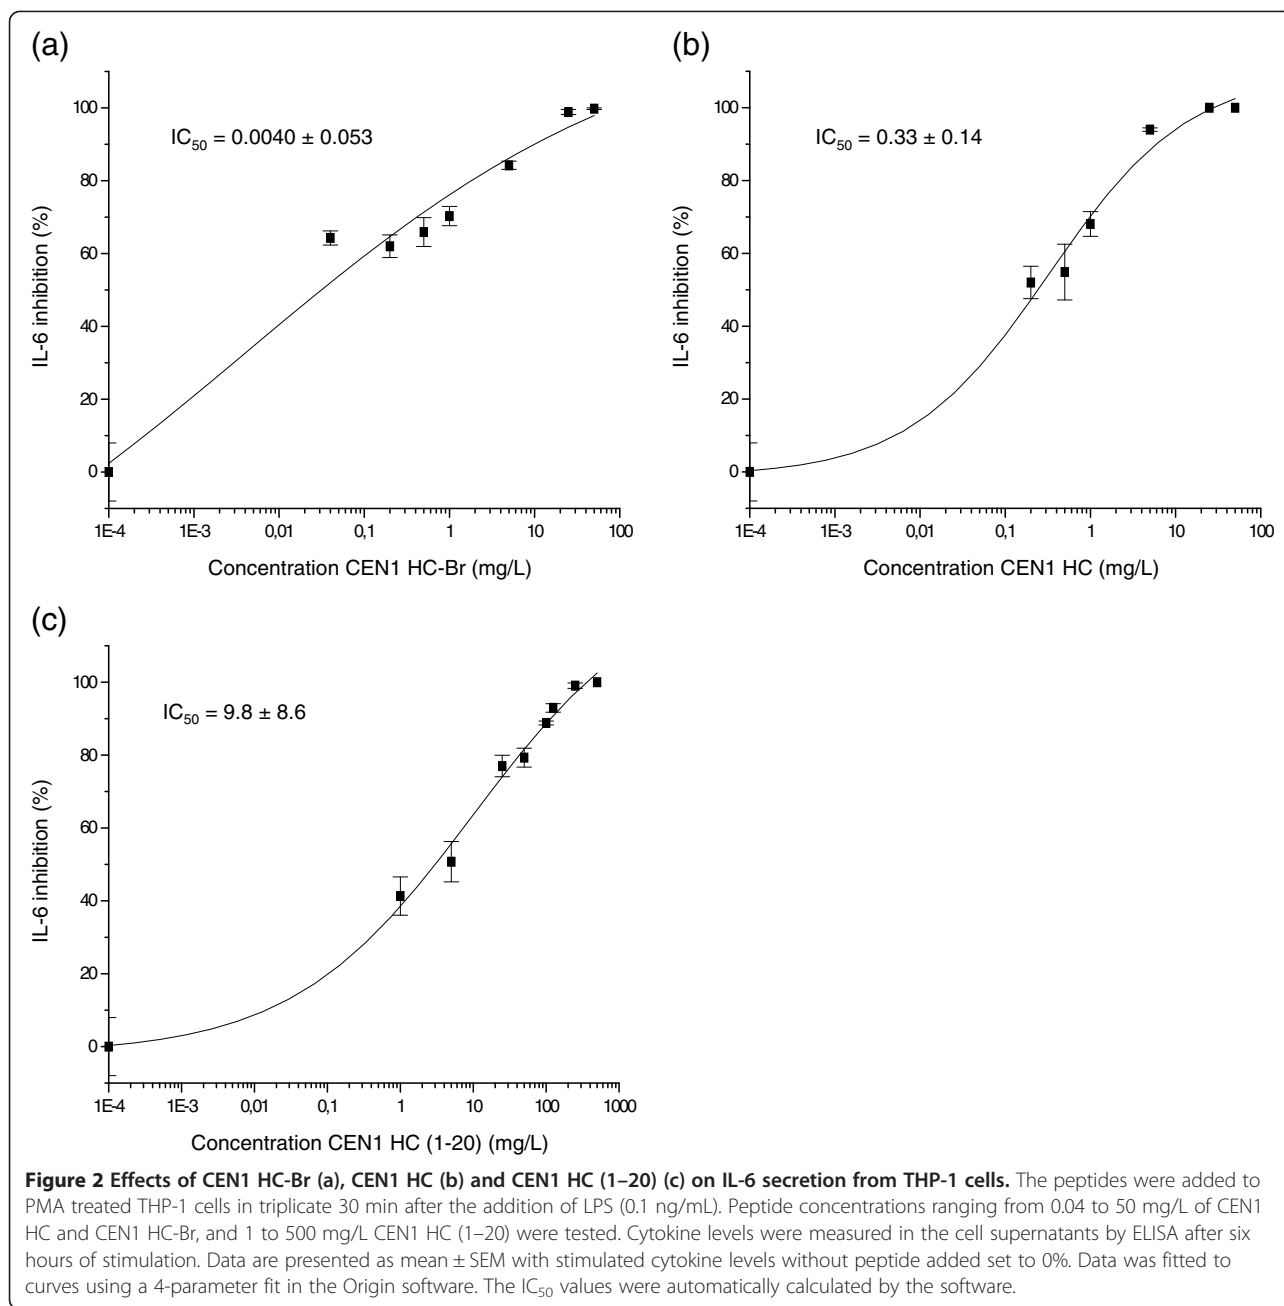 (a)
IC50 = 0.0040 ± 0.053
100
80
60
40
20
0
IL-6 inhibition (%)
1E-4 1E-3 0,01 0,1 1 10 100
Concentration CEN1 HC-Br (mg/L)
(b)
IC50 = 0.33 ± 0.14
100
80
60
40
20
0
IL-6 inhibition (%)
1E-4 1E-3 0,01 0,1 1 10 100
Concentration CEN1 HC (mg/L)
(c)
IC50 = 9.8 ± 8.6
100
80
60
40
20
0
IL-6 inhibition (%)
1E-4 1E-3 0,01 0,1 1 10 100 1000
Concentration CEN1 HC (1-20) (mg/L)
Figure 2 Effects of CEN1 HC-Br (a), CEN1 HC (b) and CEN1 HC (1–20) (c) on IL-6 secretion from THP-1 cells. The peptides were added to
PMA treated THP-1 cells in triplicate 30 min after the addition of LPS (0.1 ng/mL). Peptide concentrations ranging from 0.04 to 50 mg/L of CEN1
HC and CEN1 HC-Br, and 1 to 500 mg/L CEN1 HC (1–20) were tested. Cytokine levels were measured in the cell supernatants by ELISA after six
hours of stimulation. Data are presented as mean ± SEM with stimulated cytokine levels without peptide added set to 0%. Data was fitted to
curves using a 4-parameter fit in the Origin software. The IC50 values were automatically calculated by the software.